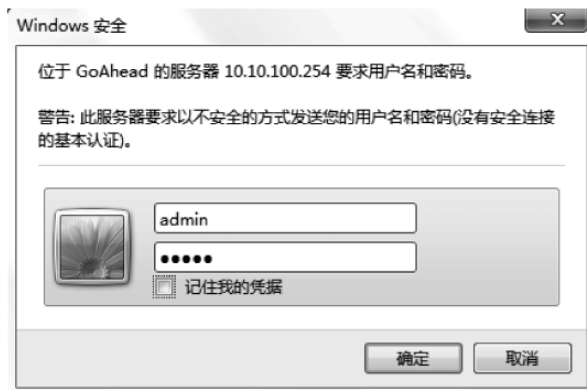 Windows 安全
位于 GoAhead 的服务器 10.10.100.254 要求用户名和密码。
警告: 此服务器要求以不安全的方式发送您的用户名和密码(没有安全连接
的基本认证)。
admin
●●●●●
记住我的凭据
确定
取消